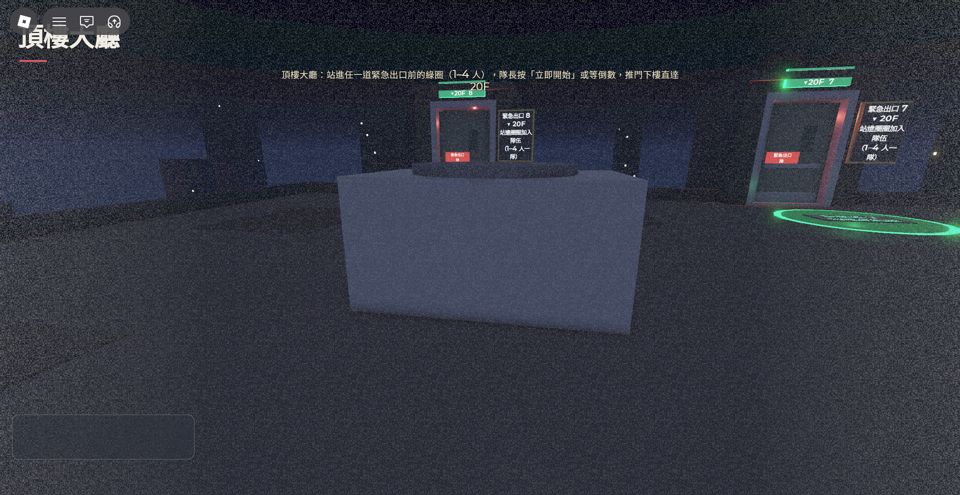 頂樓大廳
頂樓大廳：站進任一道緊急出口前的綠圈（1–4 人），隊長按「立即開始」或等倒數，推門下樓直達
20F
緊急出口 8
▼ 20F
站進圈圈加入
隊伍
（1–4 人一
隊）
▼20F 7
緊急出口 7
▼ 20F
站進圈圈加入
隊伍
（1–4 人一
隊）